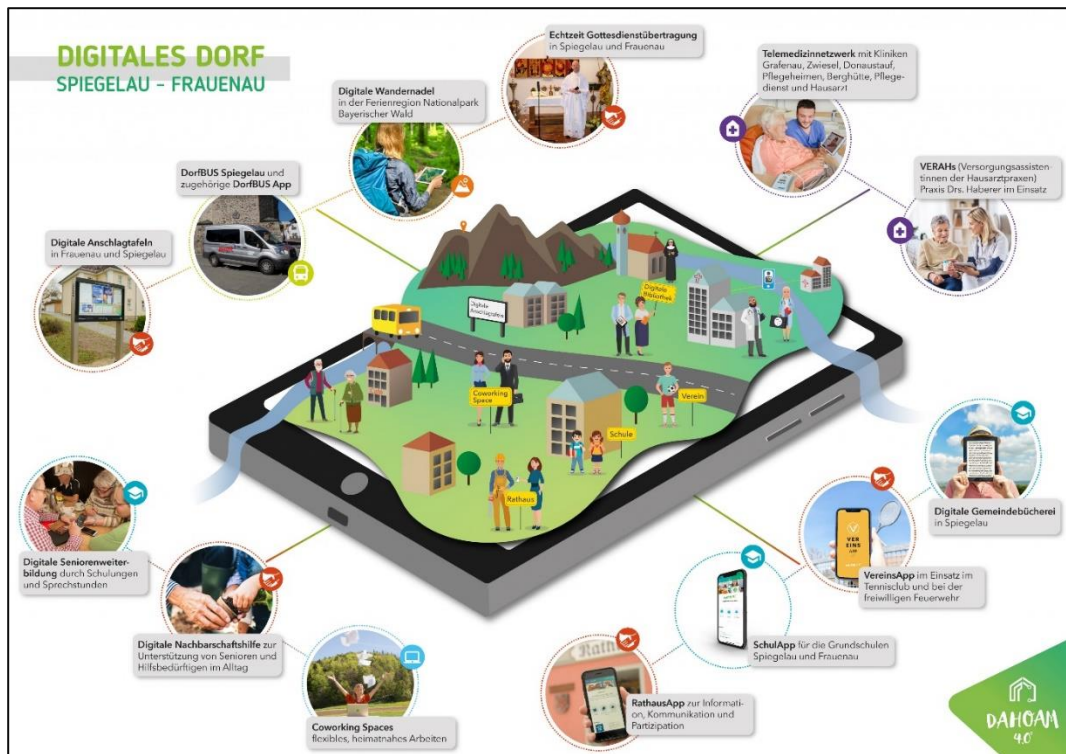 DIGITALES DORF
SPIEGELAU – FRAUENAU
Echtzeit Gottesdienstübertragung
in Spiegelau und Frauenau
Telemedizinnetzwerk mit Kliniken
Grafenau, Zwiesel, Donaustauf,
Pflegeheimen, Berghütte, Pflege-
dienst und Hausarzt
Digitale Wandernadel
in der Ferienregion Nationalpark
Bayerischer Wald
DorfBUS Spiegelau und
zugehörige DorfBUS App
VERAHs (Versorgungsassisten-
tinnen der Hausarztpraxen)
Praxis Drs. Haberer im Einsatz
Digitale Anschlagtafeln
in Frauenau und Spiegelau
Digitale
Bibliothek
Digitale
Anschlagtafeln
Coworking
Space
Verein
Schule
Rathaus
Digitale Gemeindebücherei
in Spiegelau
Digitale Seniorenweiter-
bildung durch Schulungen
und Sprechstunden
VER
EINS
APP
VereinsApp im Einsatz im
Tennisclub und bei der
freiwilligen Feuerwehr
Digitale Nachbarschaftshilfe zur
Unterstützung von Senioren und
Hilfsbedürftigen im Alltag
SchulApp für die Grundschulen
Spiegelau und Frauenau
Rath
RathausApp zur Informati-
on, Kommunikation und
Partizipation
Coworking Spaces
flexibles, heimatnahes Arbeiten
DAHOAM
4.0